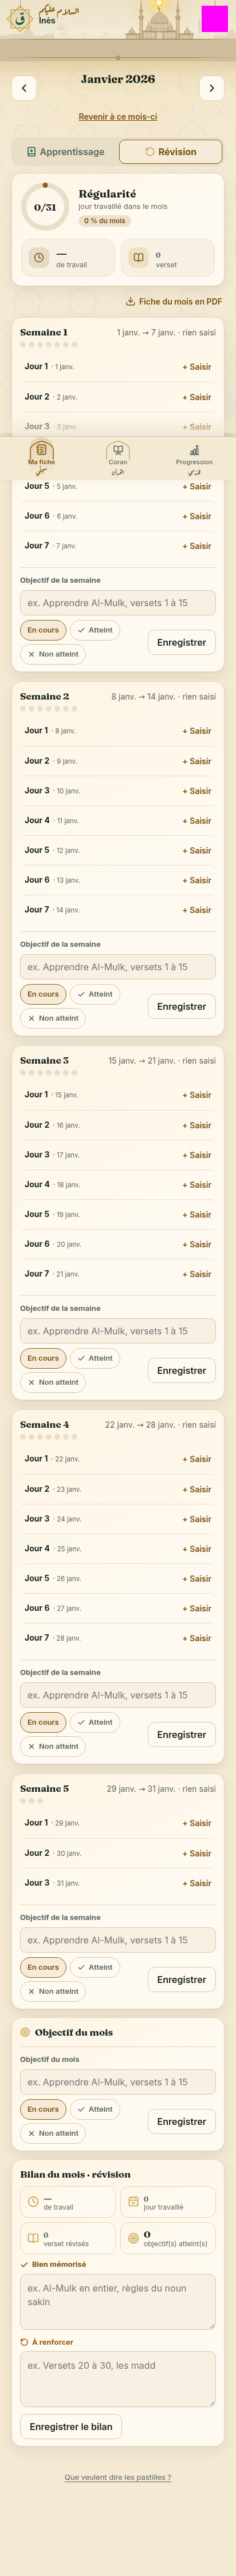 السلام عليكم
Inès
Janvier 2026
Revenir à ce mois-ci
Apprentissage
Révision
0/31
Régularité
jour travaillé dans le mois
0 % du mois
—
de travail
0
verset
Fiche du mois en PDF
Semaine 1
1 janv. → 7 janv. · rien saisi
Jour 1 · 1 janv.
+ Saisir
Jour 2 · 2 janv.
+ Saisir
Jour 3 · 3 janv.
+ Saisir
Ma fiche
Coran
Progression
Jour 5 · 5 janv.
+ Saisir
Jour 6 · 6 janv.
+ Saisir
Jour 7 · 7 janv.
+ Saisir
Objectif de la semaine
ex. Apprendre Al-Mulk, versets 1 à 15
En cours
Atteint
Non atteint
Enregistrer
Semaine 2
8 janv. → 14 janv. · rien saisi
Jour 1 · 8 janv.
+ Saisir
Jour 2 · 9 janv.
+ Saisir
Jour 3 · 10 janv.
+ Saisir
Jour 4 · 11 janv.
+ Saisir
Jour 5 · 12 janv.
+ Saisir
Jour 6 · 13 janv.
+ Saisir
Jour 7 · 14 janv.
+ Saisir
Objectif de la semaine
ex. Apprendre Al-Mulk, versets 1 à 15
En cours
Atteint
Non atteint
Enregistrer
Semaine 3
15 janv. → 21 janv. · rien saisi
Jour 1 · 15 janv.
+ Saisir
Jour 2 · 16 janv.
+ Saisir
Jour 3 · 17 janv.
+ Saisir
Jour 4 · 18 janv.
+ Saisir
Jour 5 · 19 janv.
+ Saisir
Jour 6 · 20 janv.
+ Saisir
Jour 7 · 21 janv.
+ Saisir
Objectif de la semaine
ex. Apprendre Al-Mulk, versets 1 à 15
En cours
Atteint
Non atteint
Enregistrer
Semaine 4
22 janv. → 28 janv. · rien saisi
Jour 1 · 22 janv.
+ Saisir
Jour 2 · 23 janv.
+ Saisir
Jour 3 · 24 janv.
+ Saisir
Jour 4 · 25 janv.
+ Saisir
Jour 5 · 26 janv.
+ Saisir
Jour 6 · 27 janv.
+ Saisir
Jour 7 · 28 janv.
+ Saisir
Objectif de la semaine
ex. Apprendre Al-Mulk, versets 1 à 15
En cours
Atteint
Non atteint
Enregistrer
Semaine 5
29 janv. → 31 janv. · rien saisi
Jour 1 · 29 janv.
+ Saisir
Jour 2 · 30 janv.
+ Saisir
Jour 3 · 31 janv.
+ Saisir
Objectif de la semaine
ex. Apprendre Al-Mulk, versets 1 à 15
En cours
Atteint
Non atteint
Enregistrer
Objectif du mois
Objectif du mois
ex. Apprendre Al-Mulk, versets 1 à 15
En cours
Atteint
Non atteint
Enregistrer
Bilan du mois · révision
—
de travail
0
jour travaillé
0
verset révisés
0
objectif(s) atteint(s)
Bien mémorisé
ex. Al-Mulk en entier, règles du noun
sakin
À renforcer
ex. Versets 20 à 30, les madd
Enregistrer le bilan
Que veulent dire les pastilles ?